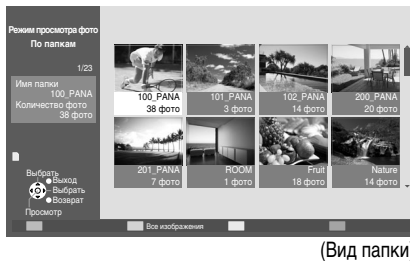 Режим просмотра фото
По папкам
1/23
Имя папки
100_PANA
Количество фото
38 фото
Выбрать
Выход
Выбрать
Возврат
Просмотр
100_PANA
38 фото
101_PANA
3 фото
102_PANA
14 фото
200_PANA
20 фото
201_PANA
7 фото
ROOM
1 фото
Fruit
18 фото
Nature
14 фото
Все изображения
(Вид папки